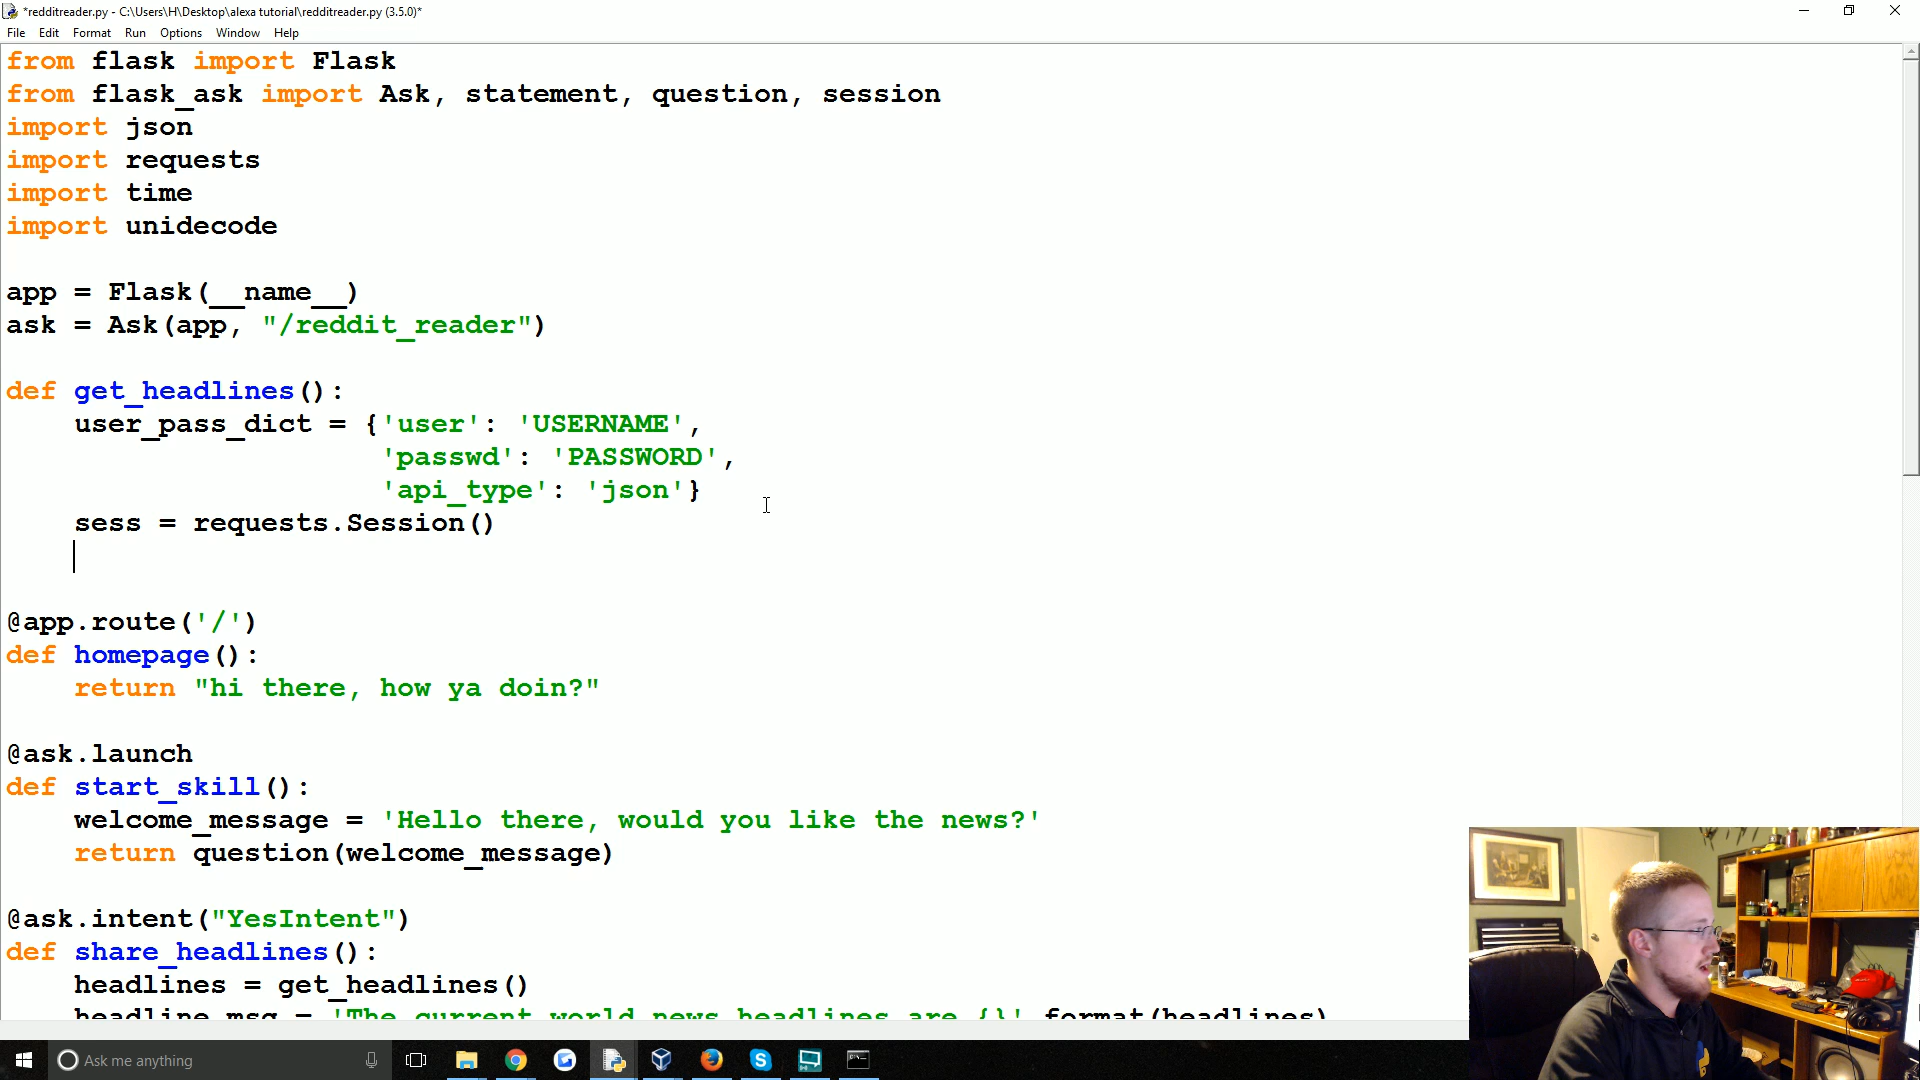 *redditreader.py - C:\Users\H\Desktop\alexa tutorial\redditreader.py (3.5.0)*
File Edit Format Run Options Window Help
from flask import Flask
from flask_ask import Ask, statement, question, session
import json
import requests
import time
import unidecode
app = Flask(__name__)
ask = Ask(app, "/reddit_reader")
def get_headlines():
    user_pass_dict = {'user': 'USERNAME',
                      'passwd': 'PASSWORD',
                      'api_type': 'json'}
    sess = requests.Session()
@app.route('/')
def homepage():
    return "hi there, how ya doin?"
@ask.launch
def start_skill():
    welcome_message = 'Hello there, would you like the news?'
    return question(welcome_message)
@ask.intent("YesIntent")
def share_headlines():
    headlines = get_headlines()
    headline_msg = 'The current world news headlines are {}'.format(headlines)
Ask me anything